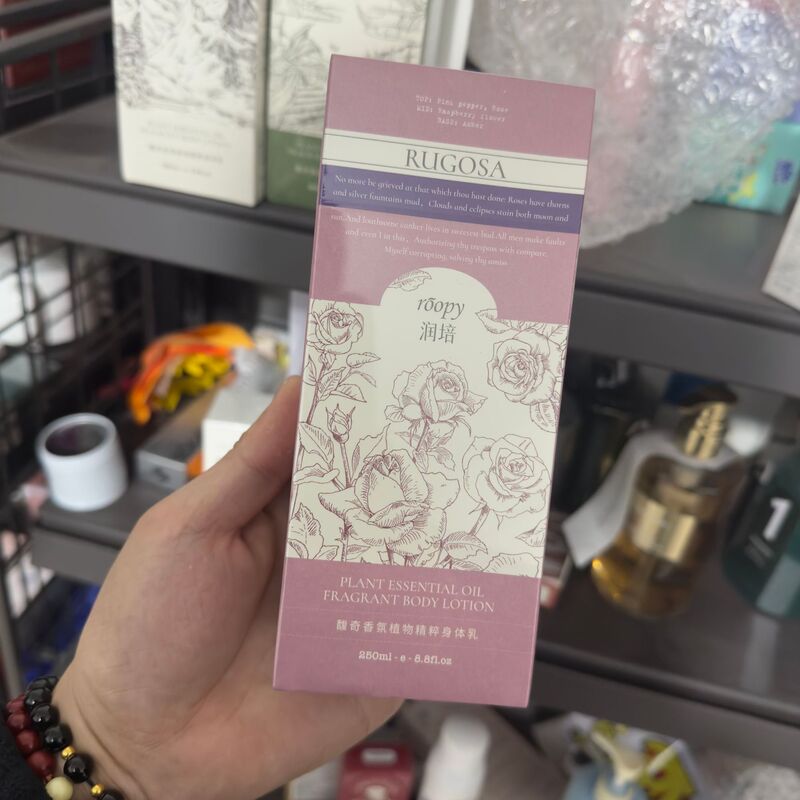 TOP: Pink pepper, Rose
MID: Raspberry flower
BASE: Amber
RUGOSA
No more be grieved at that which thou hast done: Roses have thorns
and silver fountains mud, Clouds and eclipses stain both moon and
sun. And loathsome canker lives in sweetest bud. All men make faults
and even I in this, Authorizing thy trespass with compare,
Myself corrupting, salving thy amiss
rōopy
润培
PLANT ESSENTIAL OIL
FRAGRANT BODY LOTION
馥奇香氛植物精粹身体乳
250ml · e · 8.8fl.oz
1